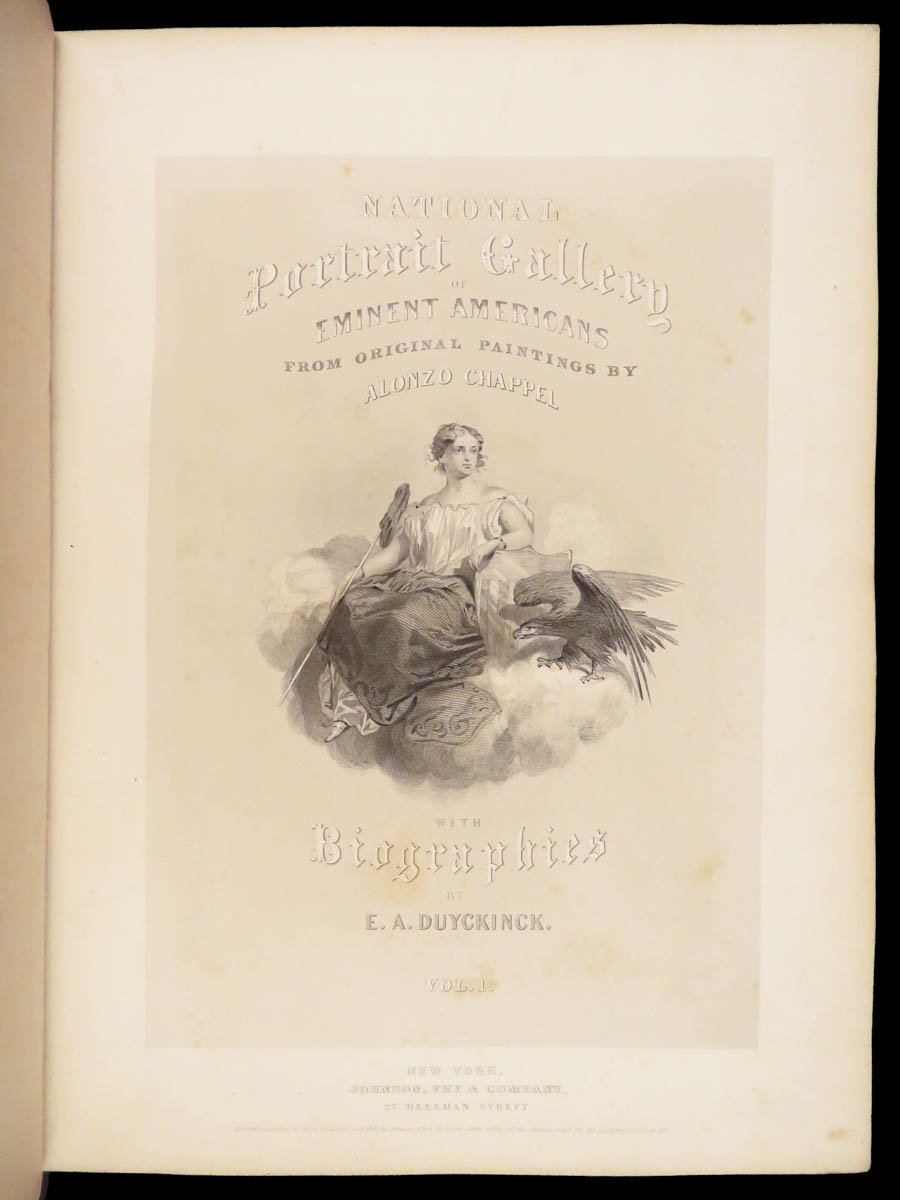 NATIONAL
Portrait Gallery
OF
EMINENT AMERICANS
FROM ORIGINAL PAINTINGS BY
ALONZO CHAPPEL
WITH
Biographies
BY
E. A. DUYCKINCK.
VOL. I.
NEW YORK,
JOHNSON, FRY & COMPANY,
27 BEEKMAN STREET